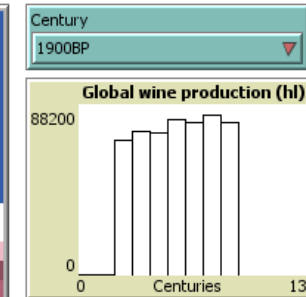 Century
1900BP
Global wine production (hl)
88200
0
0 Centuries 13